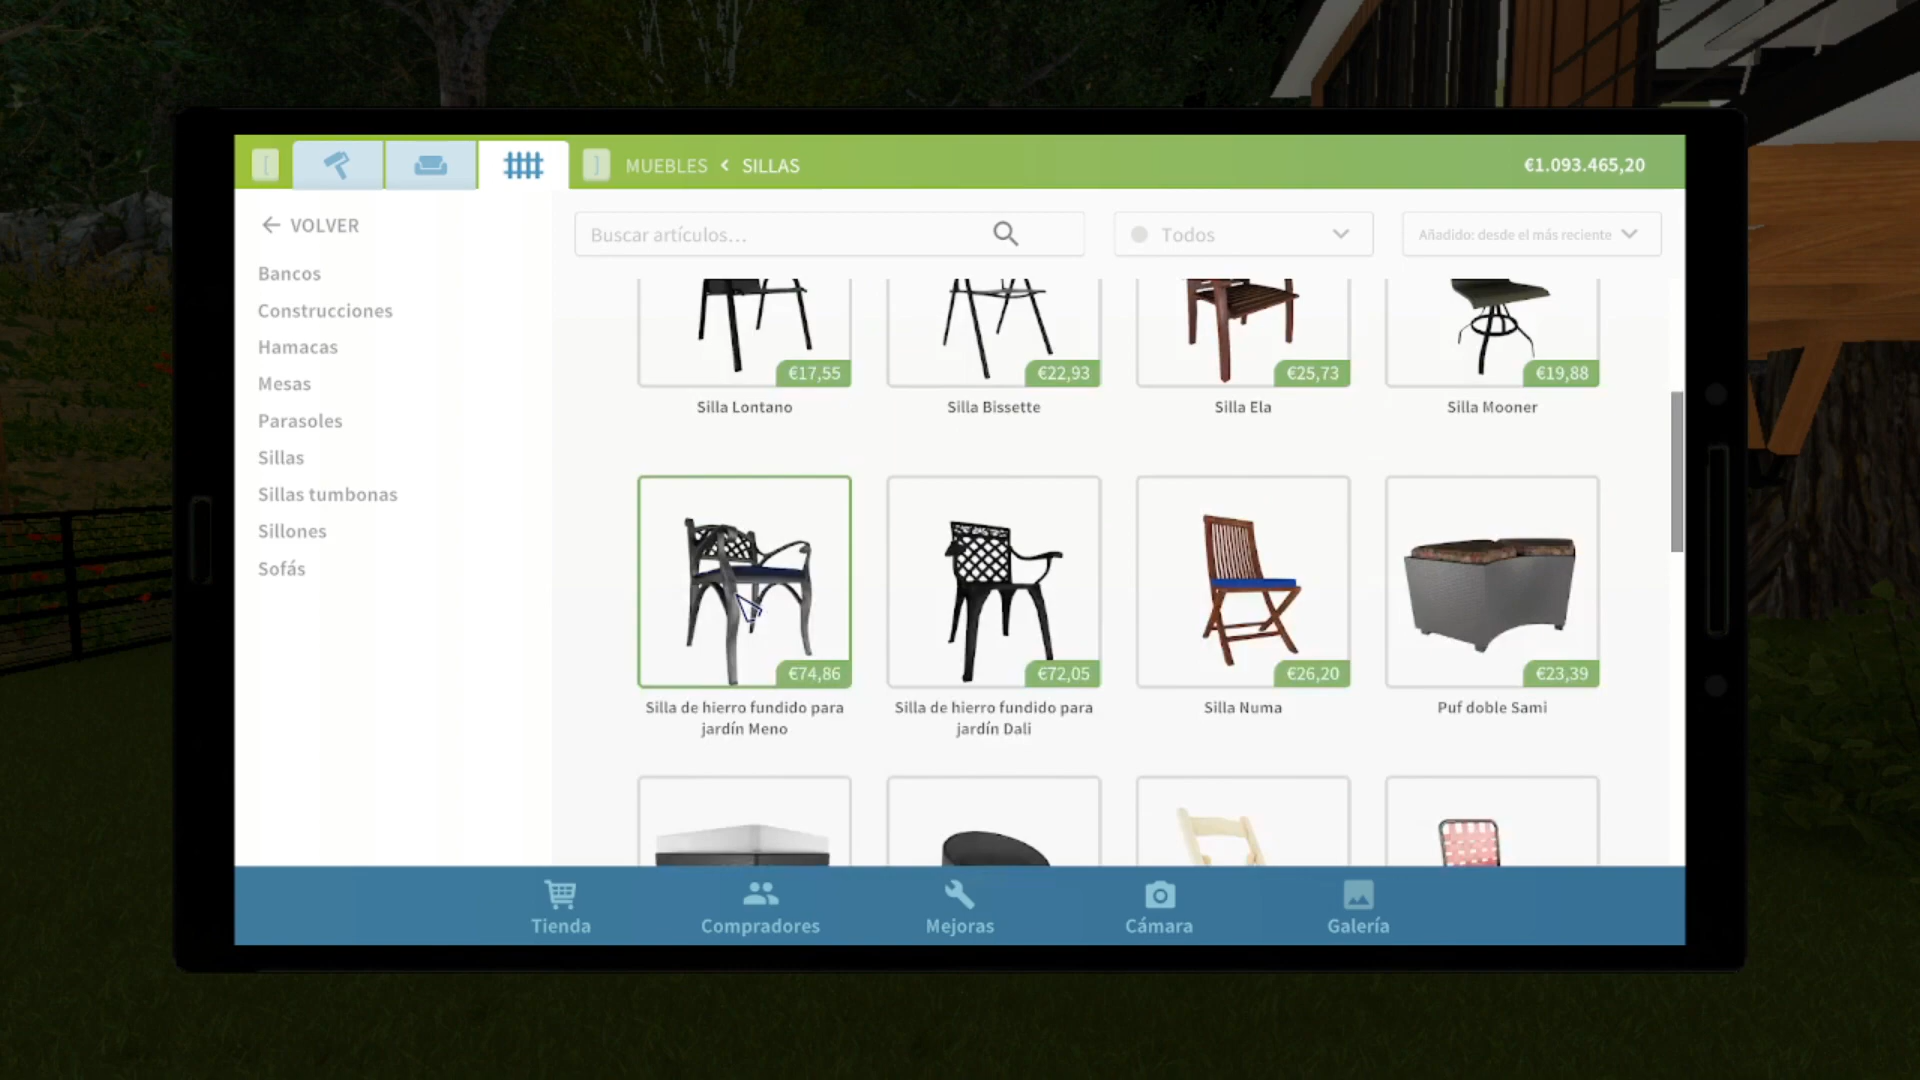 [
]
MUEBLES < SILLAS
€1.093.465,20
← VOLVER
Buscar artículos...
Todos
Añadido: desde el más reciente
Bancos
Construcciones
Hamacas
Mesas
Parasoles
Sillas
Sillas tumbonas
Sillones
Sofás
€17,55
€22,93
€25,73
€19,88
Silla Lontano
Silla Bissette
Silla Ela
Silla Mooner
€74,86
€72,05
€26,20
€23,39
Silla de hierro fundido para
jardín Meno
Silla de hierro fundido para
jardín Dali
Silla Numa
Puf doble Sami
Tienda
Compradores
Mejoras
Cámara
Galería